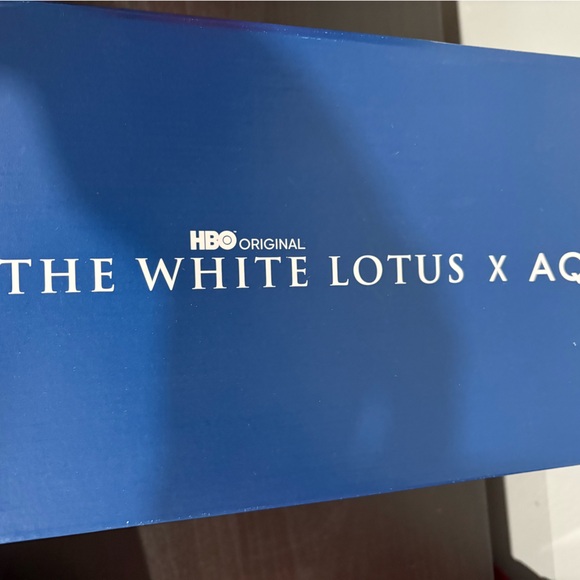 HBO ORIGINAL
THE WHITE LOTUS X AQ